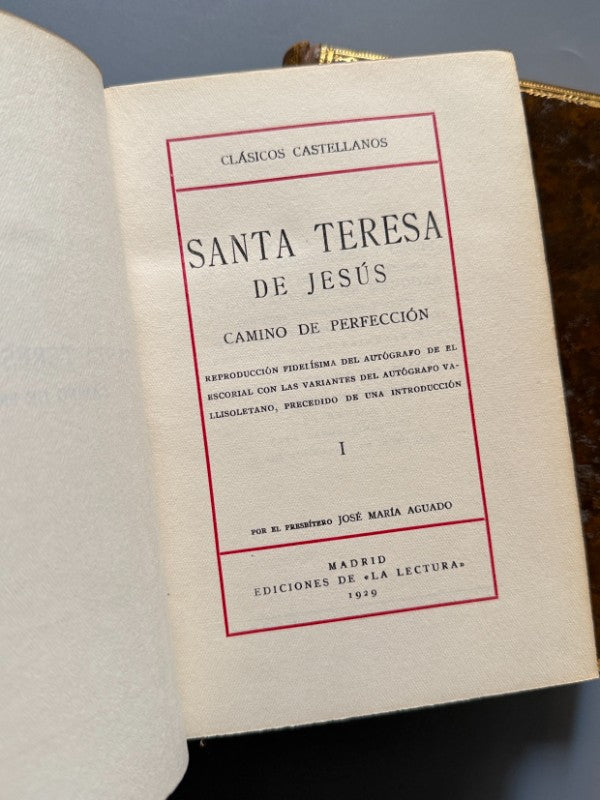 CLÁSICOS CASTELLANOS
SANTA TERESA
DE JESÚS
CAMINO DE PERFECCIÓN
REPRODUCCIÓN FIDELÍSIMA DEL AUTÓGRAFO DE EL
ESCORIAL CON LAS VARIANTES DEL AUTÓGRAFO VA-
LLISOLETANO, PRECEDIDO DE UNA INTRODUCCIÓN
I
POR EL PRESBÍTERO JOSÉ MARÍA AGUADO
MADRID
EDICIONES DE «LA LECTURA»
1929